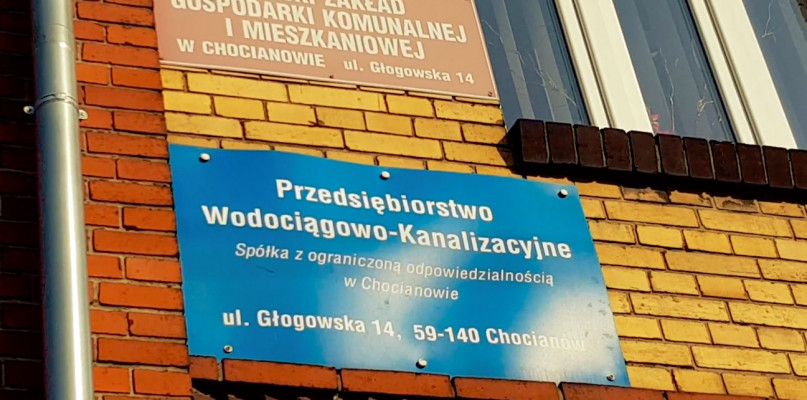 ZAKŁAD
GOSPODARKI KOMUNALNEJ
I MIESZKANIOWEJ
W CHOCIANOWIE ul. Głogowska 14
Przedsiębiorstwo
Wodociągowo-Kanalizacyjne
Spółka z ograniczoną odpowiedzialnością
w Chocianowie
ul. Głogowska 14, 59-140 Chocianów